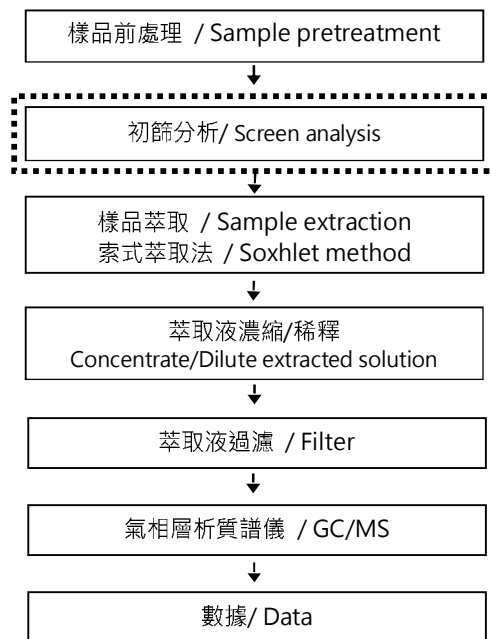 樣品前處理 / Sample pretreatment
初篩分析/ Screen analysis
樣品萃取 / Sample extraction
索式萃取法 / Soxhlet method
萃取液濃縮/稀釋
Concentrate/Dilute extracted solution
萃取液過濾 / Filter
氣相層析質譜儀 / GC/MS
數據/ Data